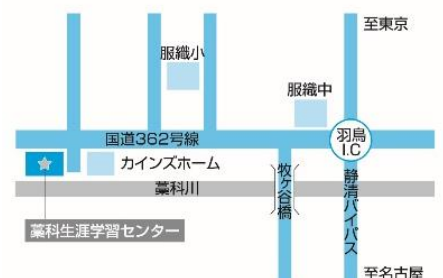 至東京
服織小
服織中
国道362号線
羽鳥
I.C
カインズホーム
牧ヶ谷橋
静清バイパス
藁科川
藁科生涯学習センター
至名古屋